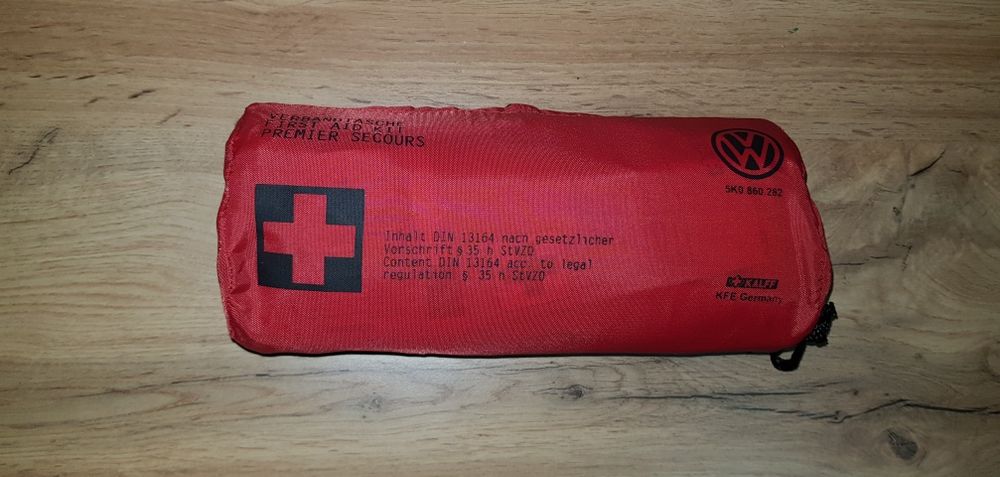 VERBANDTASCHE
FIRST AID KIT
PREMIER SECOURS
VW
5K0 860 282
Inhalt DIN 13164 nach gesetzlicher
Vorschrift § 35 h StVZO
Content DIN 13164 acc. to legal
regulation § 35 h StVZO
KALFF
KFE Germany